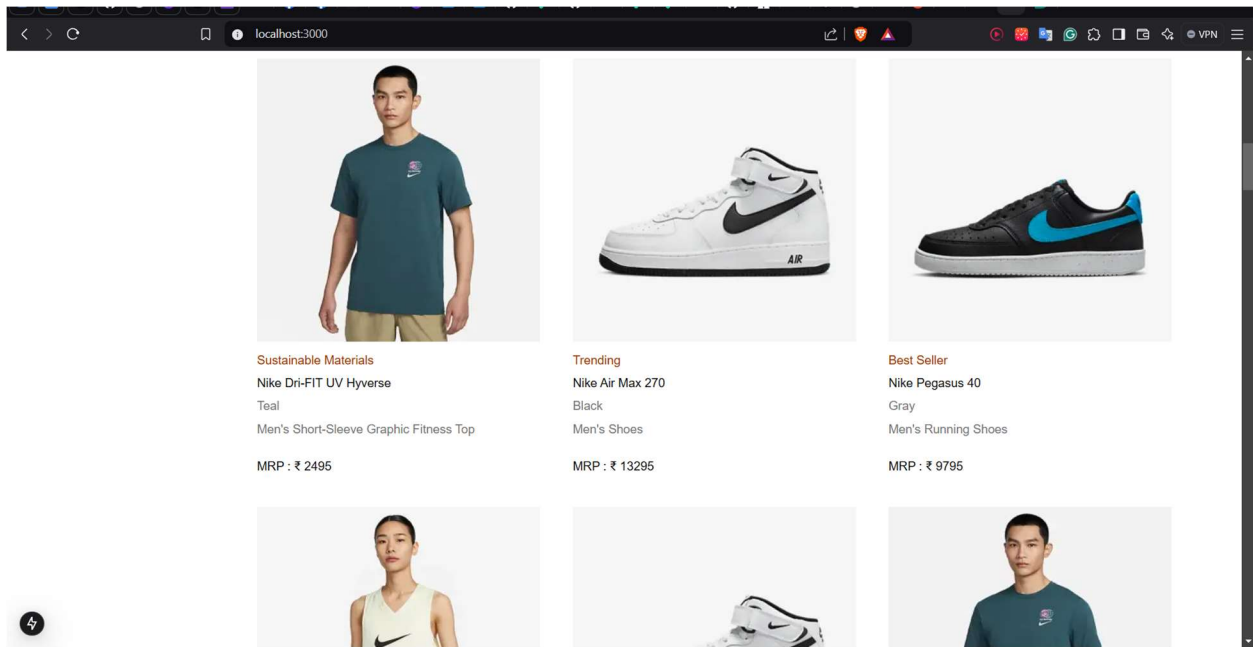 localhost:3000
VPN
AIR
Sustainable Materials
Nike Dri-FIT UV Hyverse
Teal
Men's Short-Sleeve Graphic Fitness Top
MRP : ₹ 2495
Trending
Nike Air Max 270
Black
Men's Shoes
MRP : ₹ 13295
Best Seller
Nike Pegasus 40
Gray
Men's Running Shoes
MRP : ₹ 9795